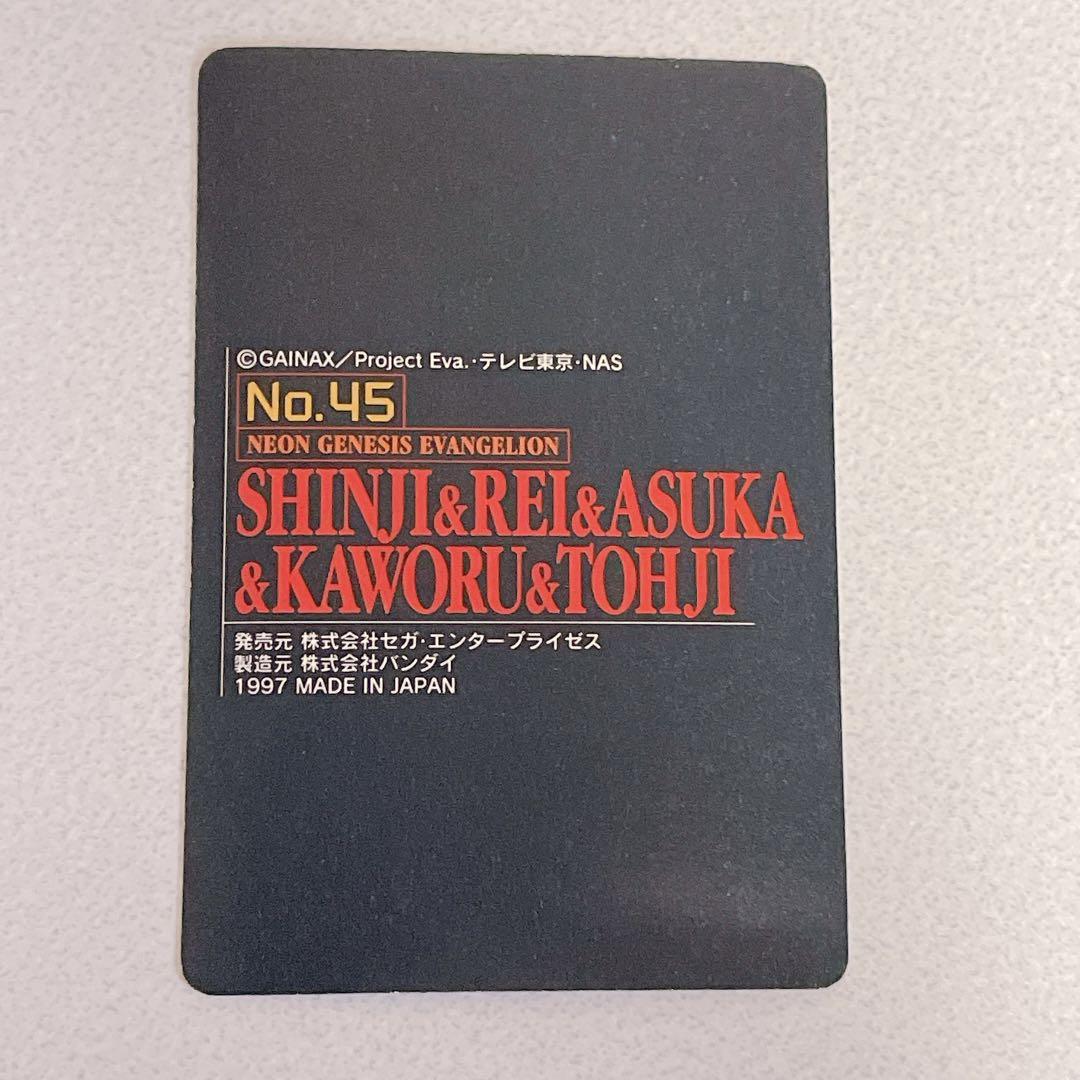 ©GAINAX／Project Eva.･テレビ東京･NAS
No.45
NEON GENESIS EVANGELION
SHINJI&REI&ASUKA
&KAWORU&TOHJI
発売元 株式会社セガ･エンタープライゼス
製造元 株式会社バンダイ
1997 MADE IN JAPAN